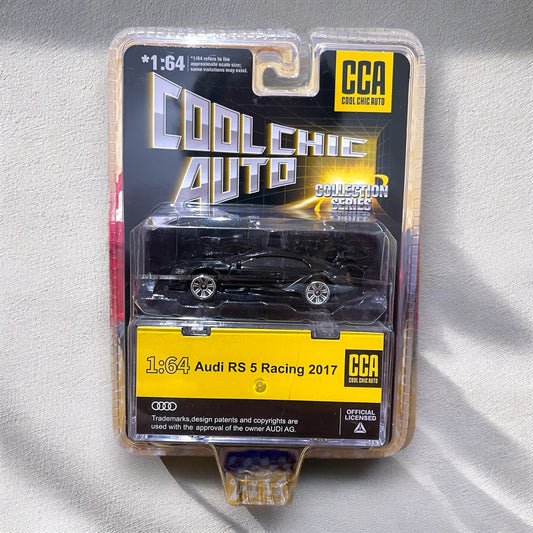 *1:64
*1/64 refers to the
approximate scale size;
some variations may exist.
CCA
COOL CHIC AUTO
COOL CHIC
AUTO
COLLECTION
SERIES
1:64 Audi RS 5 Racing 2017
CCA
COOL CHIC AUTO
Trademarks,design patents and copyrights are
used with the approval of the owner AUDI AG.
OFFICIAL
LICENSED